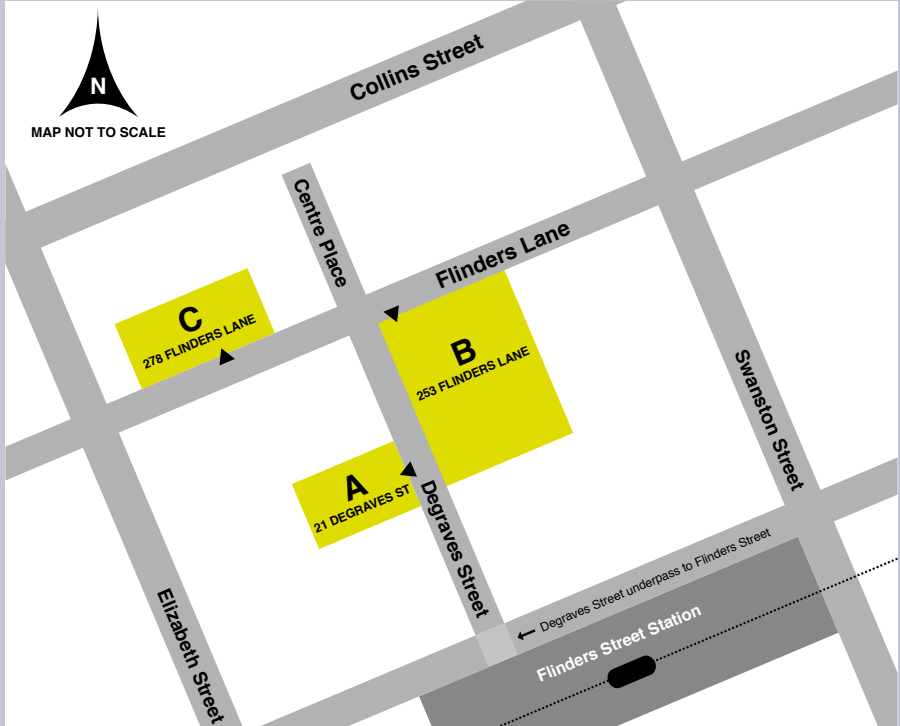 N
MAP NOT TO SCALE
Collins Street
Centre Place
Flinders Lane
C
278 FLINDERS LANE
B
253 FLINDERS LANE
Swanston Street
A
21 DEGRAVES ST
Degraves Street
Elizabeth Street
Degraves Street underpass to Flinders Street
Flinders Street Station